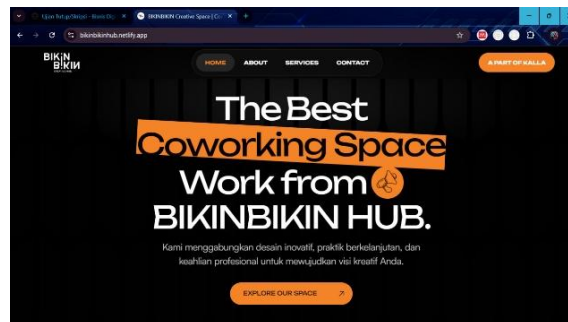 BIKINBIKIN Creative Space | Co
bikinbikinhub.netlify.app
BIKIN
BIKIN
HOME
ABOUT
SERVICES
CONTACT
A PART OF KALLA
The Best
Coworking Space
Work from
BIKINBIKIN HUB.
Kami menggabungkan desain inovatif, praktik berkelanjutan, dan
keahlian profesional untuk mewujudkan visi kreatif Anda.
EXPLORE OUR SPACE